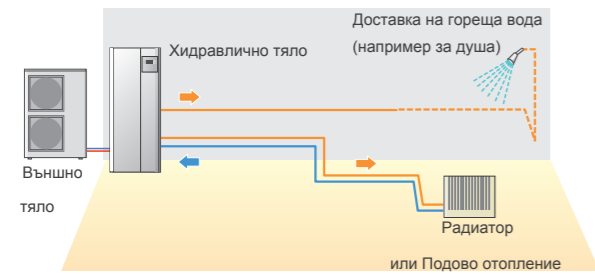 Доставка на гореща вода
(например за душа)
Хидравлично тяло
Външно
тяло
Радиатор
или Подово отопление